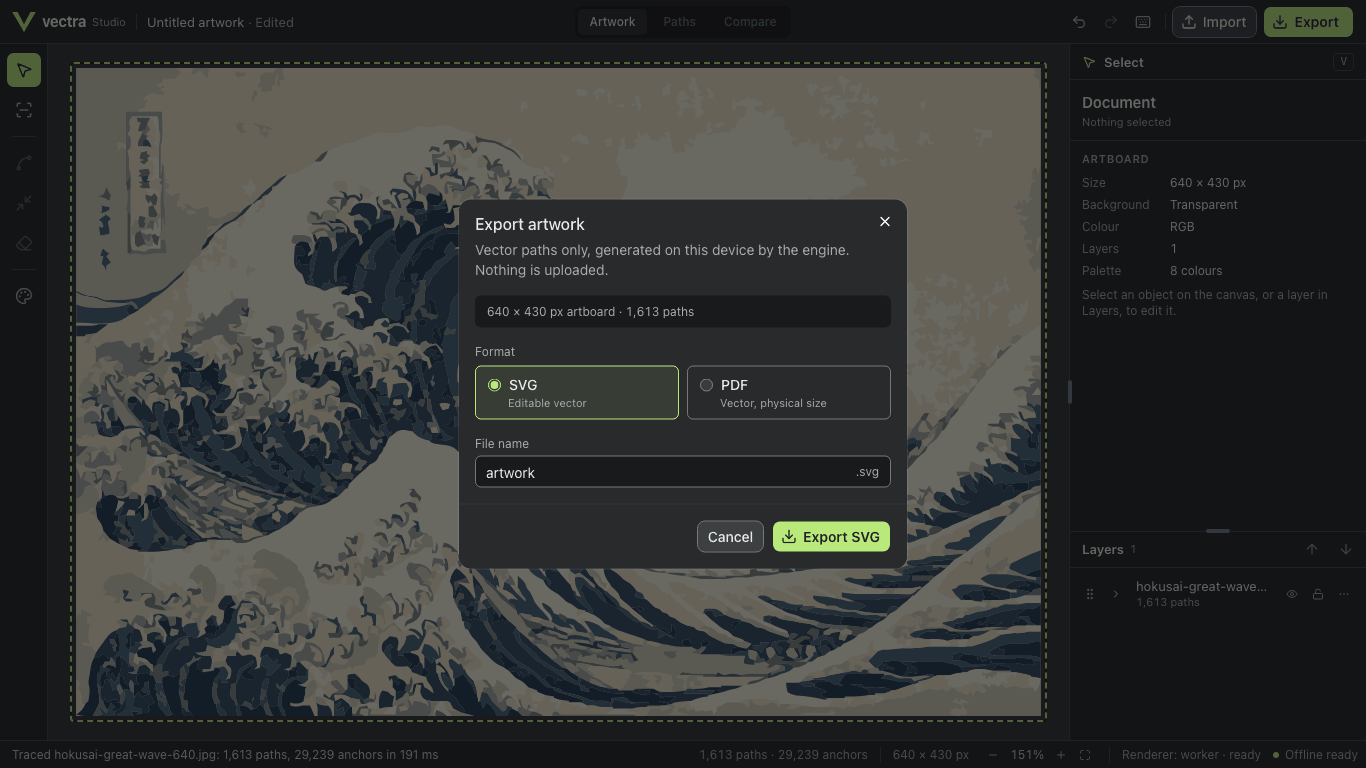 vectra Studio Untitled artwork · Edited
Artwork Paths Compare
Import Export
Select V
Document
Nothing selected
ARTBOARD
Size 640 × 430 px
Background Transparent
Colour RGB
Layers 1
Palette 8 colours
Select an object on the canvas, or a layer in
Layers, to edit it.
Export artwork
Vector paths only, generated on this device by the engine.
Nothing is uploaded.
640 × 430 px artboard · 1,613 paths
Format
SVG
Editable vector
PDF
Vector, physical size
File name
artwork .svg
Cancel Export SVG
Layers 1
hokusai-great-wave...
1,613 paths
Traced hokusai-great-wave-640.jpg: 1,613 paths, 29,239 anchors in 191 ms
1,613 paths · 29,239 anchors 640 × 430 px 151% Renderer: worker · ready Offline ready